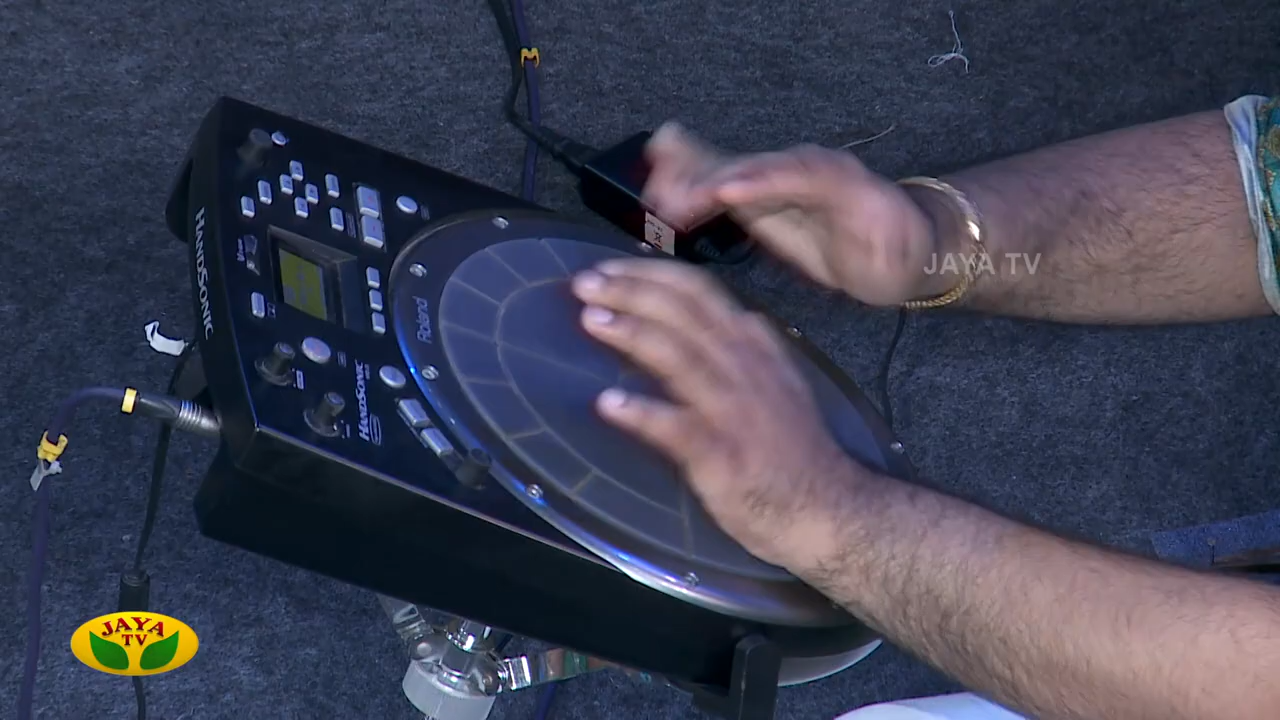 HANDSONIC
Roland
HANDSONIC
JAYA TV
JAYA
TV